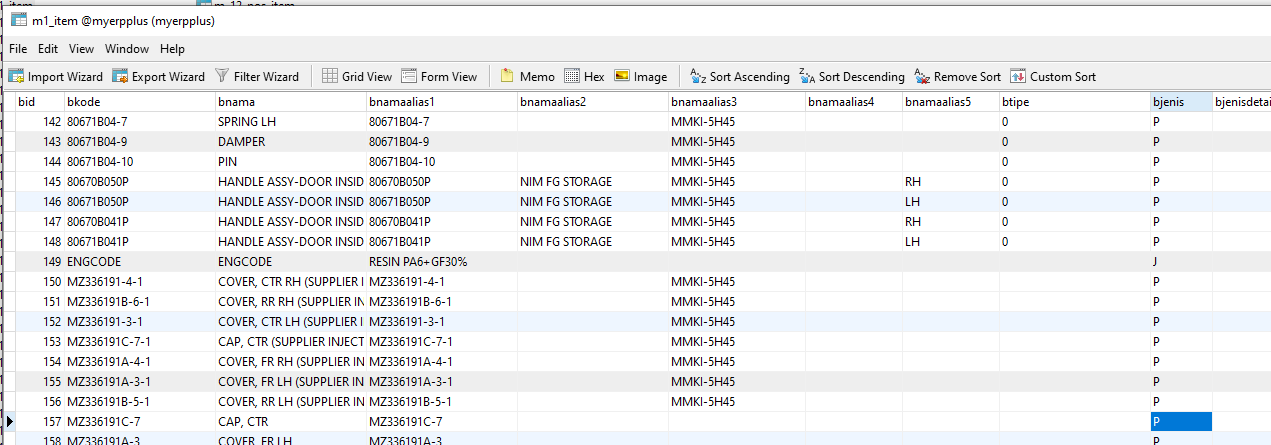 m1_item @myerpplus (myerpplus)
File Edit View Window Help
Import Wizard Export Wizard Filter Wizard Grid View Form View Memo Hex Image Sort Ascending Sort Descending Remove Sort Custom Sort
bid bkode bnama bnamaalias1 bnamaalias2 bnamaalias3 bnamaalias4 bnamaalias5 btipe bjenis bjenisdetai
142 80671B04-7 SPRING LH 80671B04-7 MMKI-5H45 0 P
143 80671B04-9 DAMPER 80671B04-9 MMKI-5H45 0 P
144 80671B04-10 PIN 80671B04-10 MMKI-5H45 0 P
145 80670B050P HANDLE ASSY-DOOR INSID 80670B050P NIM FG STORAGE MMKI-5H45 RH 0 P
146 80671B050P HANDLE ASSY-DOOR INSID 80671B050P NIM FG STORAGE MMKI-5H45 LH 0 P
147 80670B041P HANDLE ASSY-DOOR INSID 80670B041P NIM FG STORAGE MMKI-5H45 RH 0 P
148 80671B041P HANDLE ASSY-DOOR INSID 80671B041P NIM FG STORAGE MMKI-5H45 LH 0 P
149 ENGCODE ENGCODE RESIN PA6+GF30% J
150 MZ336191-4-1 COVER, CTR RH (SUPPLIER I MZ336191-4-1 MMKI-5H45 P
151 MZ336191B-6-1 COVER, RR RH (SUPPLIER IN MZ336191B-6-1 MMKI-5H45 P
152 MZ336191-3-1 COVER, CTR LH (SUPPLIER I MZ336191-3-1 MMKI-5H45 P
153 MZ336191C-7-1 CAP, CTR (SUPPLIER INJECT MZ336191C-7-1 MMKI-5H45 P
154 MZ336191A-4-1 COVER, FR RH (SUPPLIER IN MZ336191A-4-1 MMKI-5H45 P
155 MZ336191A-3-1 COVER, FR LH (SUPPLIER IN MZ336191A-3-1 MMKI-5H45 P
156 MZ336191B-5-1 COVER, RR LH (SUPPLIER IN MZ336191B-5-1 MMKI-5H45 P
157 MZ336191C-7 CAP, CTR MZ336191C-7 P
158 MZ336191A-3 COVER, FR LH MZ336191A-3 P